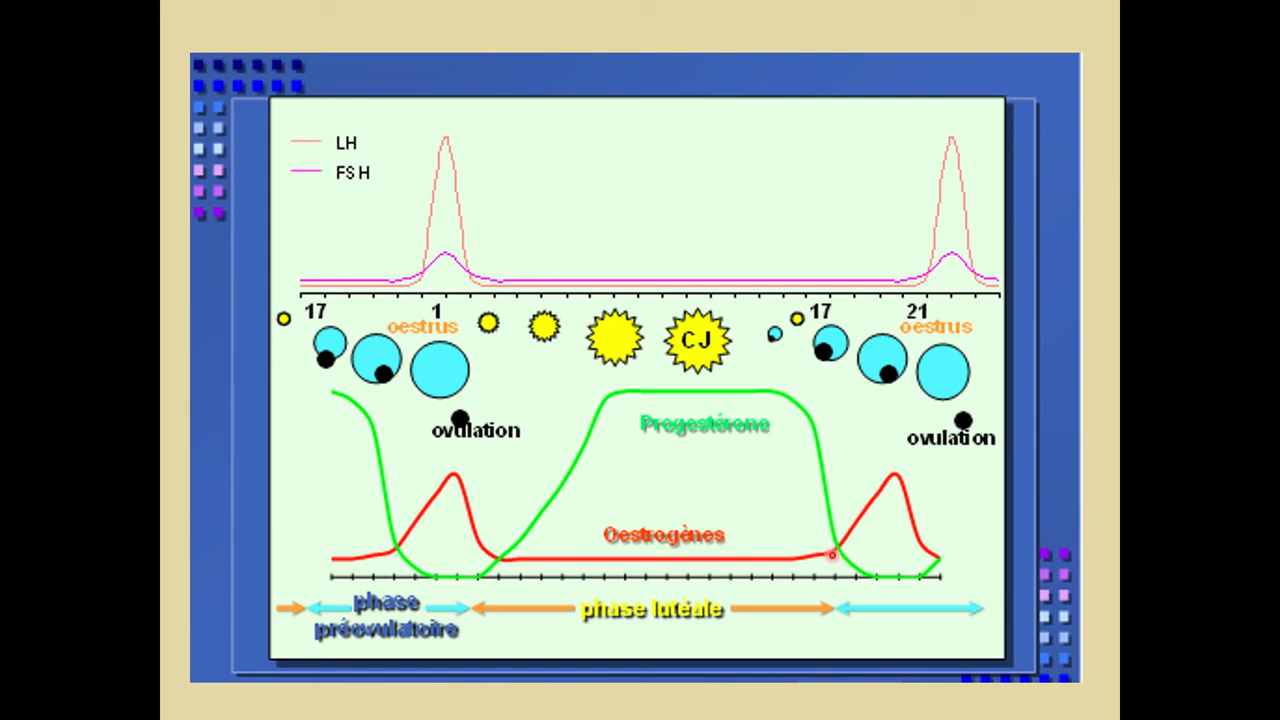 LH
FSH
17
1
17
21
oestrus
oestrus
CJ
ovulation
ovulation
Progestérone
Oestrogènes
phase
préovulatoire
phase lutéale